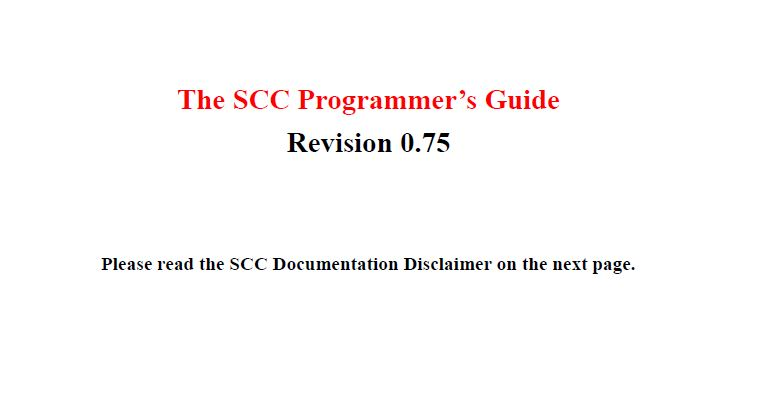 The SCC Programmer’s Guide
Revision 0.75
Please read the SCC Documentation Disclaimer on the next page.